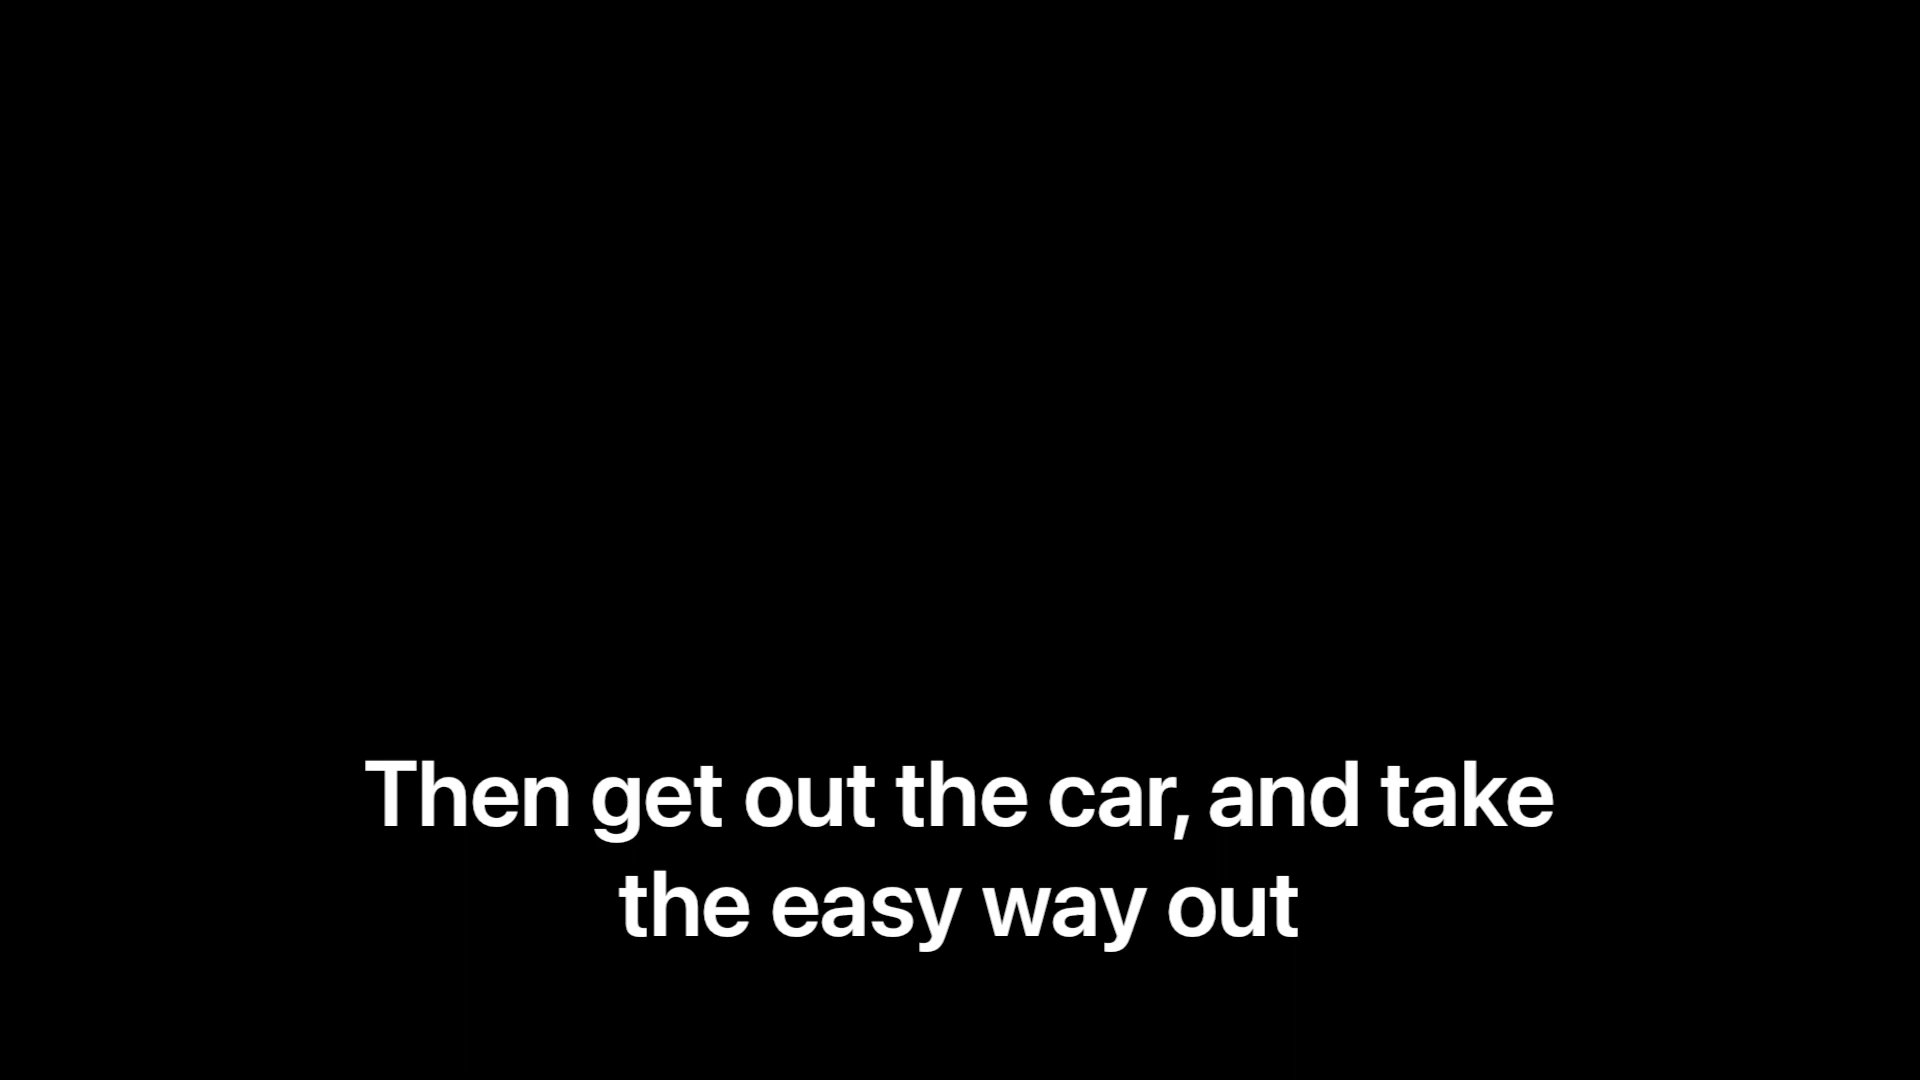 Then get out the car, and take
the easy way out